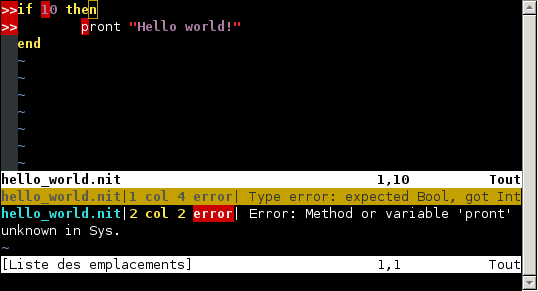 >>if 10 then
>> pront "Hello world!"
end
~
~
~
~
~
~
hello_world.nit 1,10 Tout
hello_world.nit|1 col 4 error| Type error: expected Bool, got Int
hello_world.nit|2 col 2 error| Error: Method or variable 'pront'
unknown in Sys.
~
[Liste des emplacements] 1,1 Tout